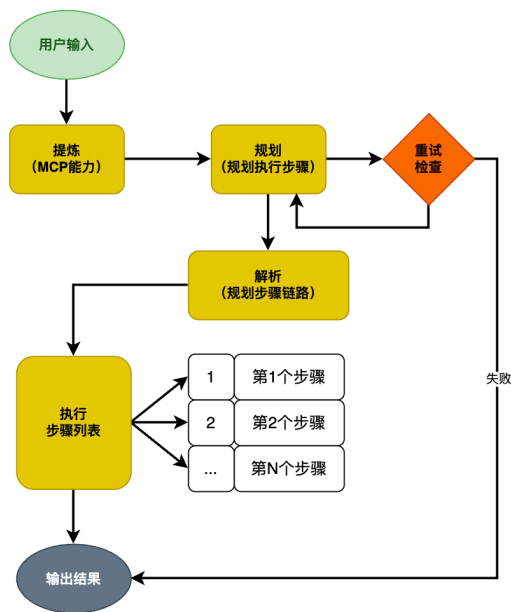 用户输入
提炼
（MCP能力）
规划
（规划执行步骤）
重试
检查
解析
（规划步骤链路）
执行
步骤列表
1
第1个步骤
2
第2个步骤
...
第N个步骤
失败
输出结果